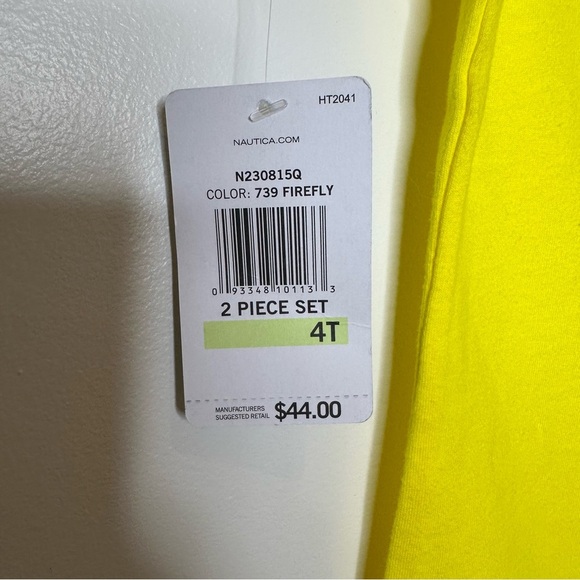 HT2041
NAUTICA.COM
N230815Q
COLOR: 739 FIREFLY
0 93348 10113 3
2 PIECE SET
4T
MANUFACTURERS
SUGGESTED RETAIL $44.00